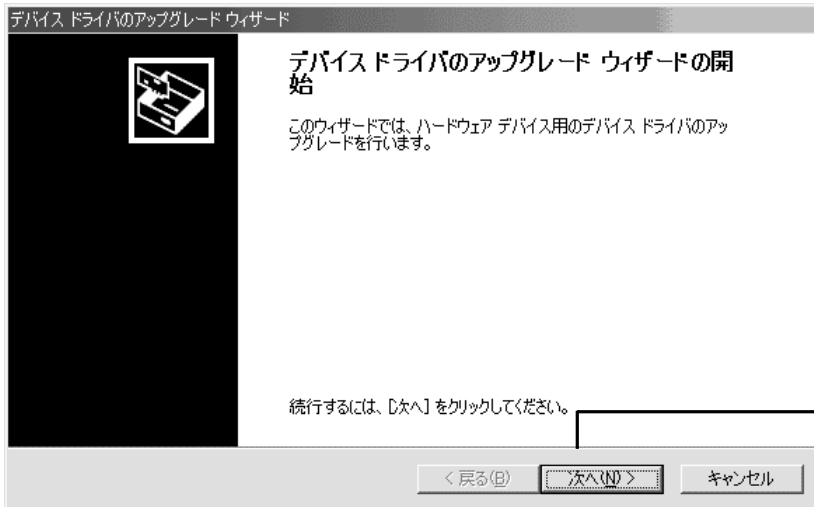 デバイス ドライバのアップグレード ウィザード
デバイス ドライバのアップグレード ウィザードの開
始
このウィザードでは、ハードウェア デバイス用のデバイス ドライバのアッ
プグレードを行います。
続行するには、[次へ] をクリックしてください。
< 戻る(B) 次へ(N) > キャンセル